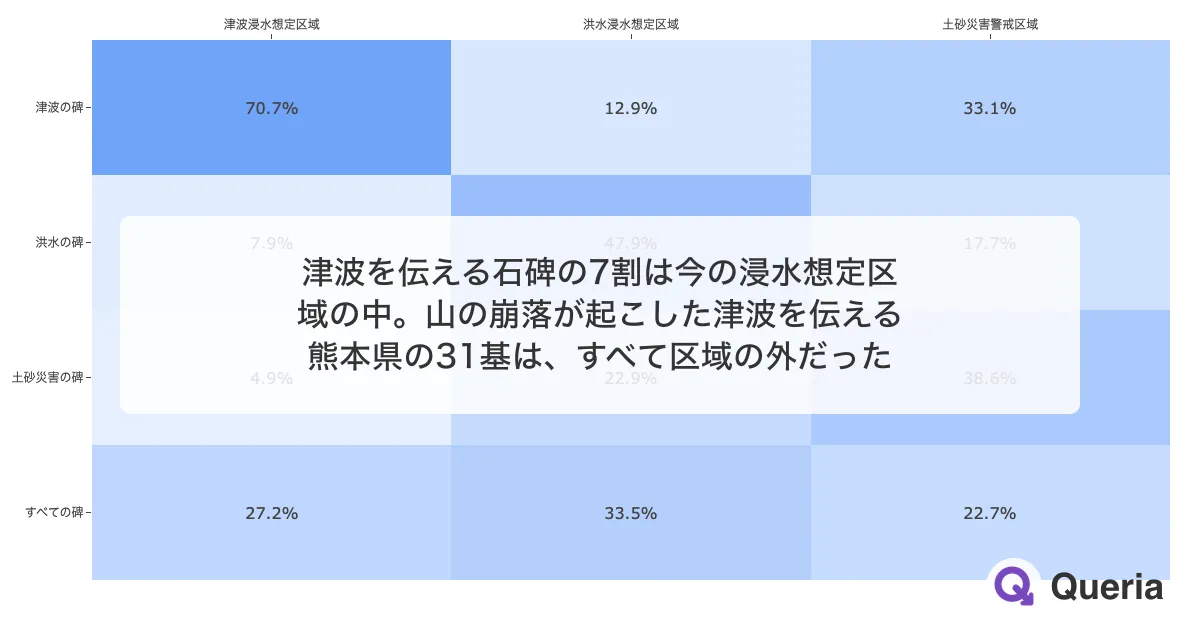 津波浸水想定区域 洪水浸水想定区域 土砂災害警戒区域
津波の碑 70.7% 12.9% 33.1%
洪水の碑 7.9% 47.9% 17.7%
津波を伝える石碑の7割は今の浸水想定区
域の中。山の崩落が起こした津波を伝える
熊本県の31基は、すべて区域の外だった
土砂災害の碑 4.9% 22.9% 38.6%
すべての碑 27.2% 33.5% 22.7%
Queria